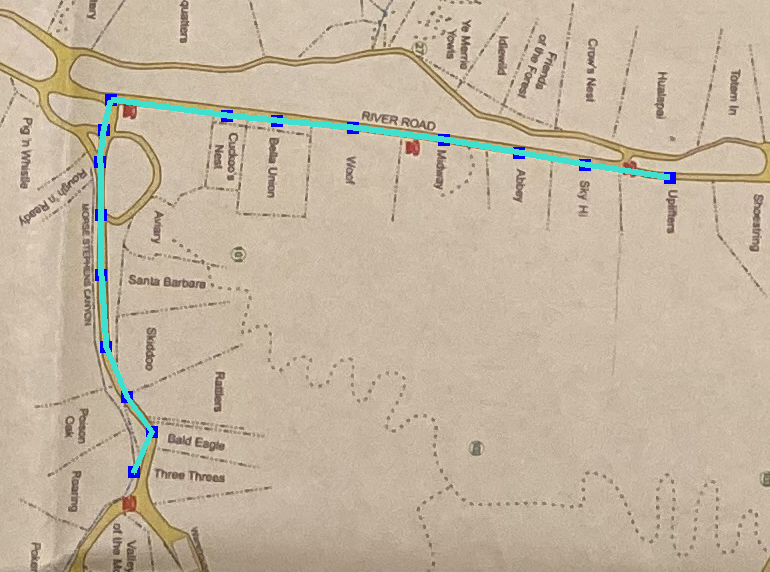 Ye Merrie
Yowls
Idlewild
Friends
of the Forest
Crow's Nest
Hualapai
Totem In
27
RIVER ROAD
Pig 'n Whistle
Cuckoo's
Nest
Bella Union
Woof
Midway
Abbey
Sky Hi
Uplifters
Shoestring
Rough 'n Ready
MORSE STEPHENS CANYON
Aviary
101
Santa Barbara
Skiddoo
Rattlers
Poison
Oak
Bald Eagle
Three Threes
Roaring
Valley
of the